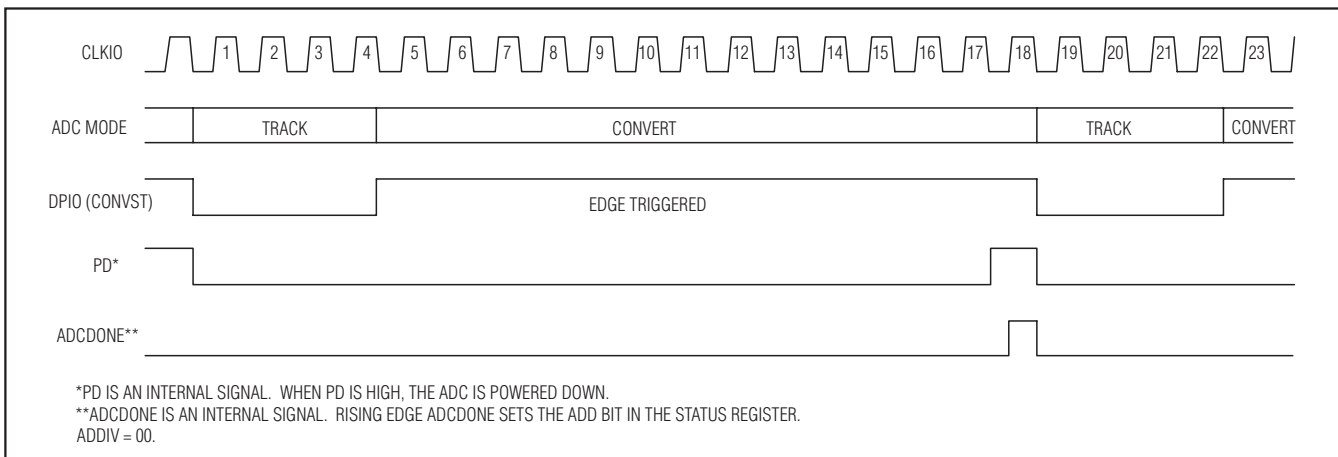 CLKIO 1 2 3 4 5 6 7 8 9 10 11 12 13 14 15 16 17 18 19 20 21 22 23
ADC MODE TRACK CONVERT TRACK CONVERT
DPIO (CONVST) EDGE TRIGGERED
PD*
ADCDONE**
*PD IS AN INTERNAL SIGNAL. WHEN PD IS HIGH, THE ADC IS POWERED DOWN.
**ADCDONE IS AN INTERNAL SIGNAL. RISING EDGE ADCDONE SETS THE ADD BIT IN THE STATUS REGISTER.
ADDIV = 00.